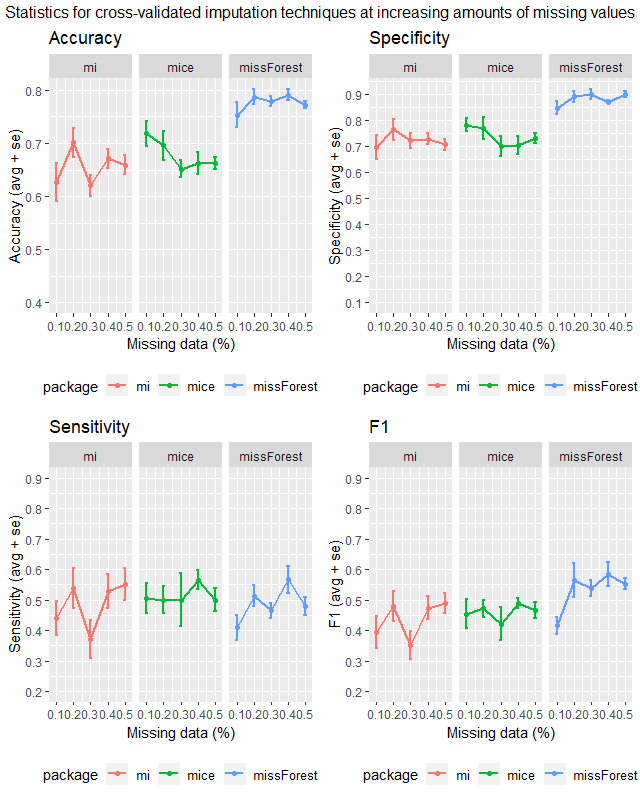 Statistics for cross-validated imputation techniques at increasing amounts of missing values
Accuracy
mi mice missForest
Accuracy (avg + se)
0.8
0.7
0.6
0.5
0.4
0.10.20.30.40.5 0.10.20.30.40.5 0.10.20.30.40.5
Missing data (%)
package mi mice missForest
Specificity
mi mice missForest
Specificity (avg + se)
0.9
0.8
0.7
0.6
0.5
0.4
0.3
0.2
0.1
0.10.20.30.40.5 0.10.20.30.40.5 0.10.20.30.40.5
Missing data (%)
package mi mice missForest
Sensitivity
mi mice missForest
Sensitivity (avg + se)
0.9
0.8
0.7
0.6
0.5
0.4
0.3
0.2
0.10.20.30.40.5 0.10.20.30.40.5 0.10.20.30.40.5
Missing data (%)
package mi mice missForest
F1
mi mice missForest
F1 (avg + se)
0.9
0.8
0.7
0.6
0.5
0.4
0.3
0.2
0.10.20.30.40.5 0.10.20.30.40.5 0.10.20.30.40.5
Missing data (%)
package mi mice missForest